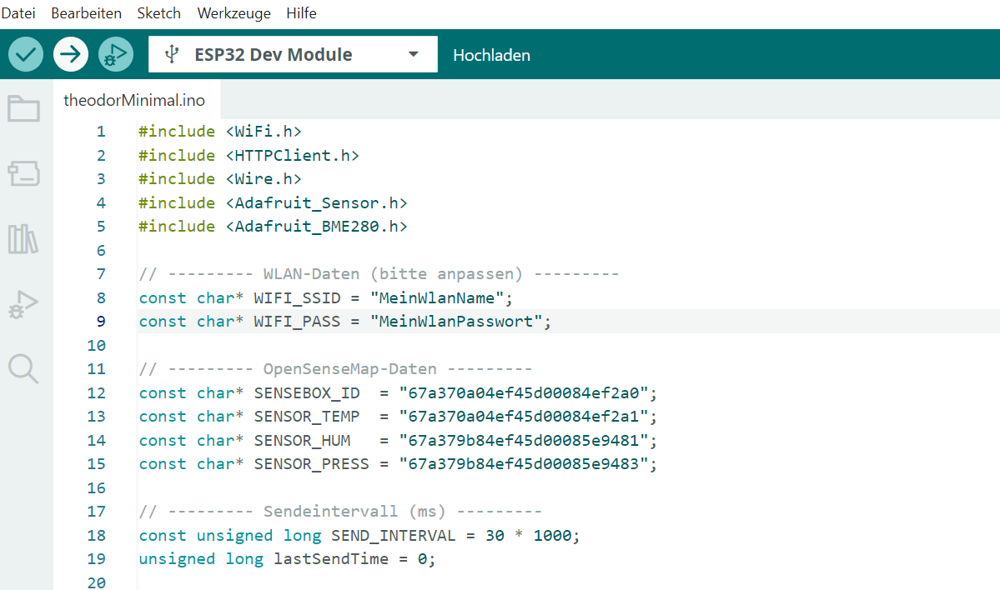 Datei Bearbeiten Sketch Werkzeuge Hilfe
ESP32 Dev Module Hochladen
theodorMinimal.ino
1 #include <WiFi.h>
2 #include <HTTPClient.h>
3 #include <Wire.h>
4 #include <Adafruit_Sensor.h>
5 #include <Adafruit_BME280.h>
6
7 // --------- WLAN-Daten (bitte anpassen) ---------
8 const char* WIFI_SSID = "MeinWlanName";
9 const char* WIFI_PASS = "MeinWlanPasswort";
10
11 // --------- OpenSenseMap-Daten ---------
12 const char* SENSEBOX_ID  = "67a370a04ef45d00084ef2a0";
13 const char* SENSOR_TEMP  = "67a370a04ef45d00084ef2a1";
14 const char* SENSOR_HUM   = "67a379b84ef45d00085e9481";
15 const char* SENSOR_PRESS = "67a379b84ef45d00085e9483";
16
17 // --------- Sendeintervall (ms) ---------
18 const unsigned long SEND_INTERVAL = 30 * 1000;
19 unsigned long lastSendTime = 0;
20